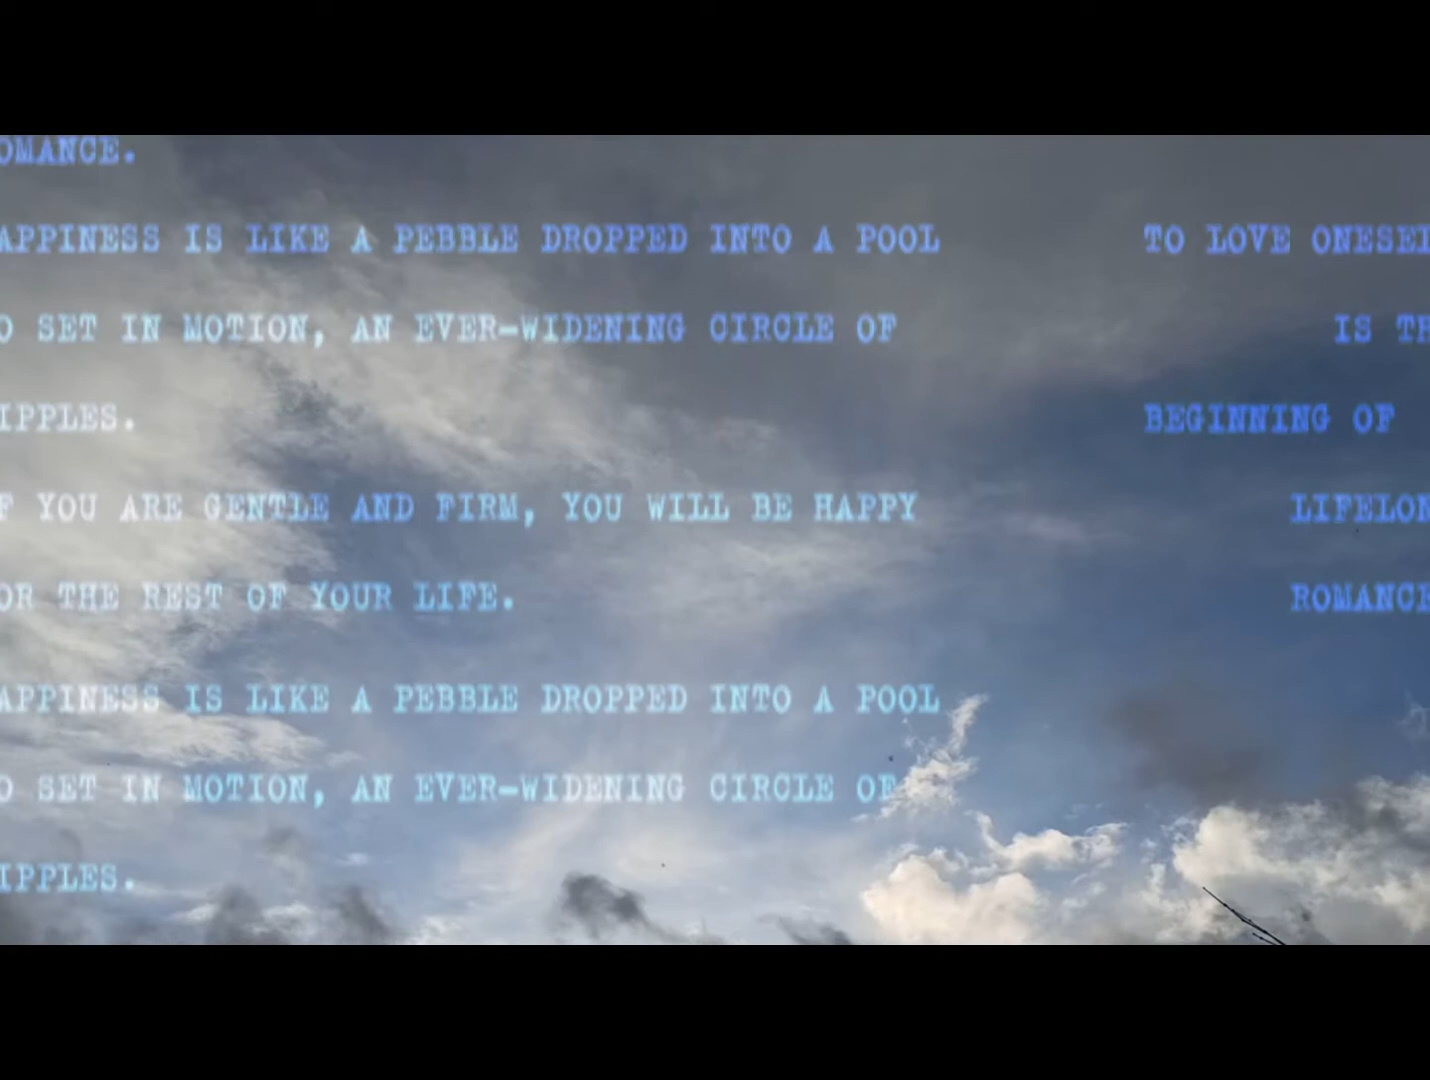 OMANCE.
APPINESS IS LIKE A PEBBLE DROPPED INTO A POOL
O SET IN MOTION, AN EVER-WIDENING CIRCLE OF
IPPLES.
F YOU ARE GENTLE AND FIRM, YOU WILL BE HAPPY
OR THE REST OF YOUR LIFE.
APPINESS IS LIKE A PEBBLE DROPPED INTO A POOL
O SET IN MOTION, AN EVER-WIDENING CIRCLE OF
IPPLES.
TO LOVE ONESEL
IS TH
BEGINNING OF
LIFELON
ROMANCE